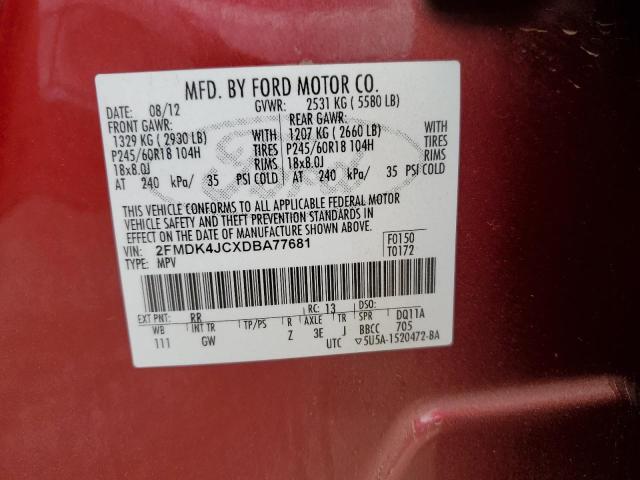 MFD. BY FORD MOTOR CO.
DATE: 08/12 GVWR: 2531 KG ( 5580 LB)
FRONT GAWR: REAR GAWR:
1329 KG ( 2930 LB) WITH 1207 KG ( 2660 LB) WITH
P245/60R18 104H TIRES P245/60R18 104H TIRES
18x8.0J RIMS 18x8.0J RIMS
AT 240 kPa/ 35 PSI COLD AT 240 kPa/ 35 PSI COLD
Ford
THIS VEHICLE CONFORMS TO ALL APPLICABLE FEDERAL MOTOR
VEHICLE SAFETY AND THEFT PREVENTION STANDARDS IN
EFFECT ON THE DATE OF MANUFACTURE SHOWN ABOVE.
VIN: 2FMDK4JCXDBA77681 F0150
TYPE: MPV T0172
EXT PNT: RR RC: 13 DSO:
WB INT TR TP/PS R AXLE TR SPR DQ11A
111 GW Z 3E J BBCC 705
UTC ▽5U5A-1520472-BA